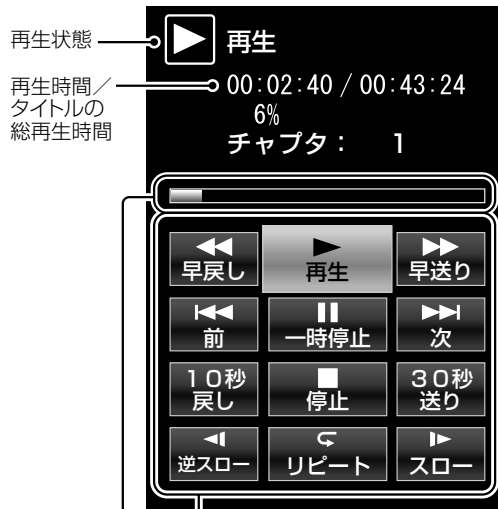 再生状態
再生
再生時間／
タイトルの
総再生時間
00:02:40 / 00:43:24
6%
チャプタ： 1
早戻し
再生
早送り
前
一時停止
次
10秒
戻し
停止
30秒
送り
逆スロー
リピート
スロー